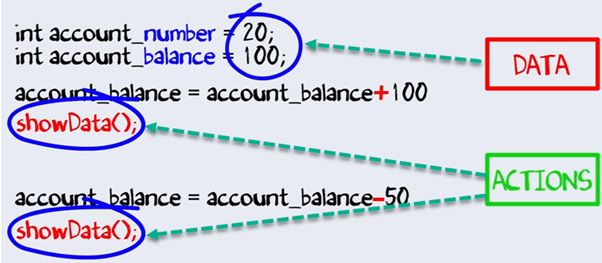 int account_number = 20;
int account_balance = 100;
DATA
account_balance = account_balance+100
showData();
ACTIONS
account_balance = account_balance-50
showData();